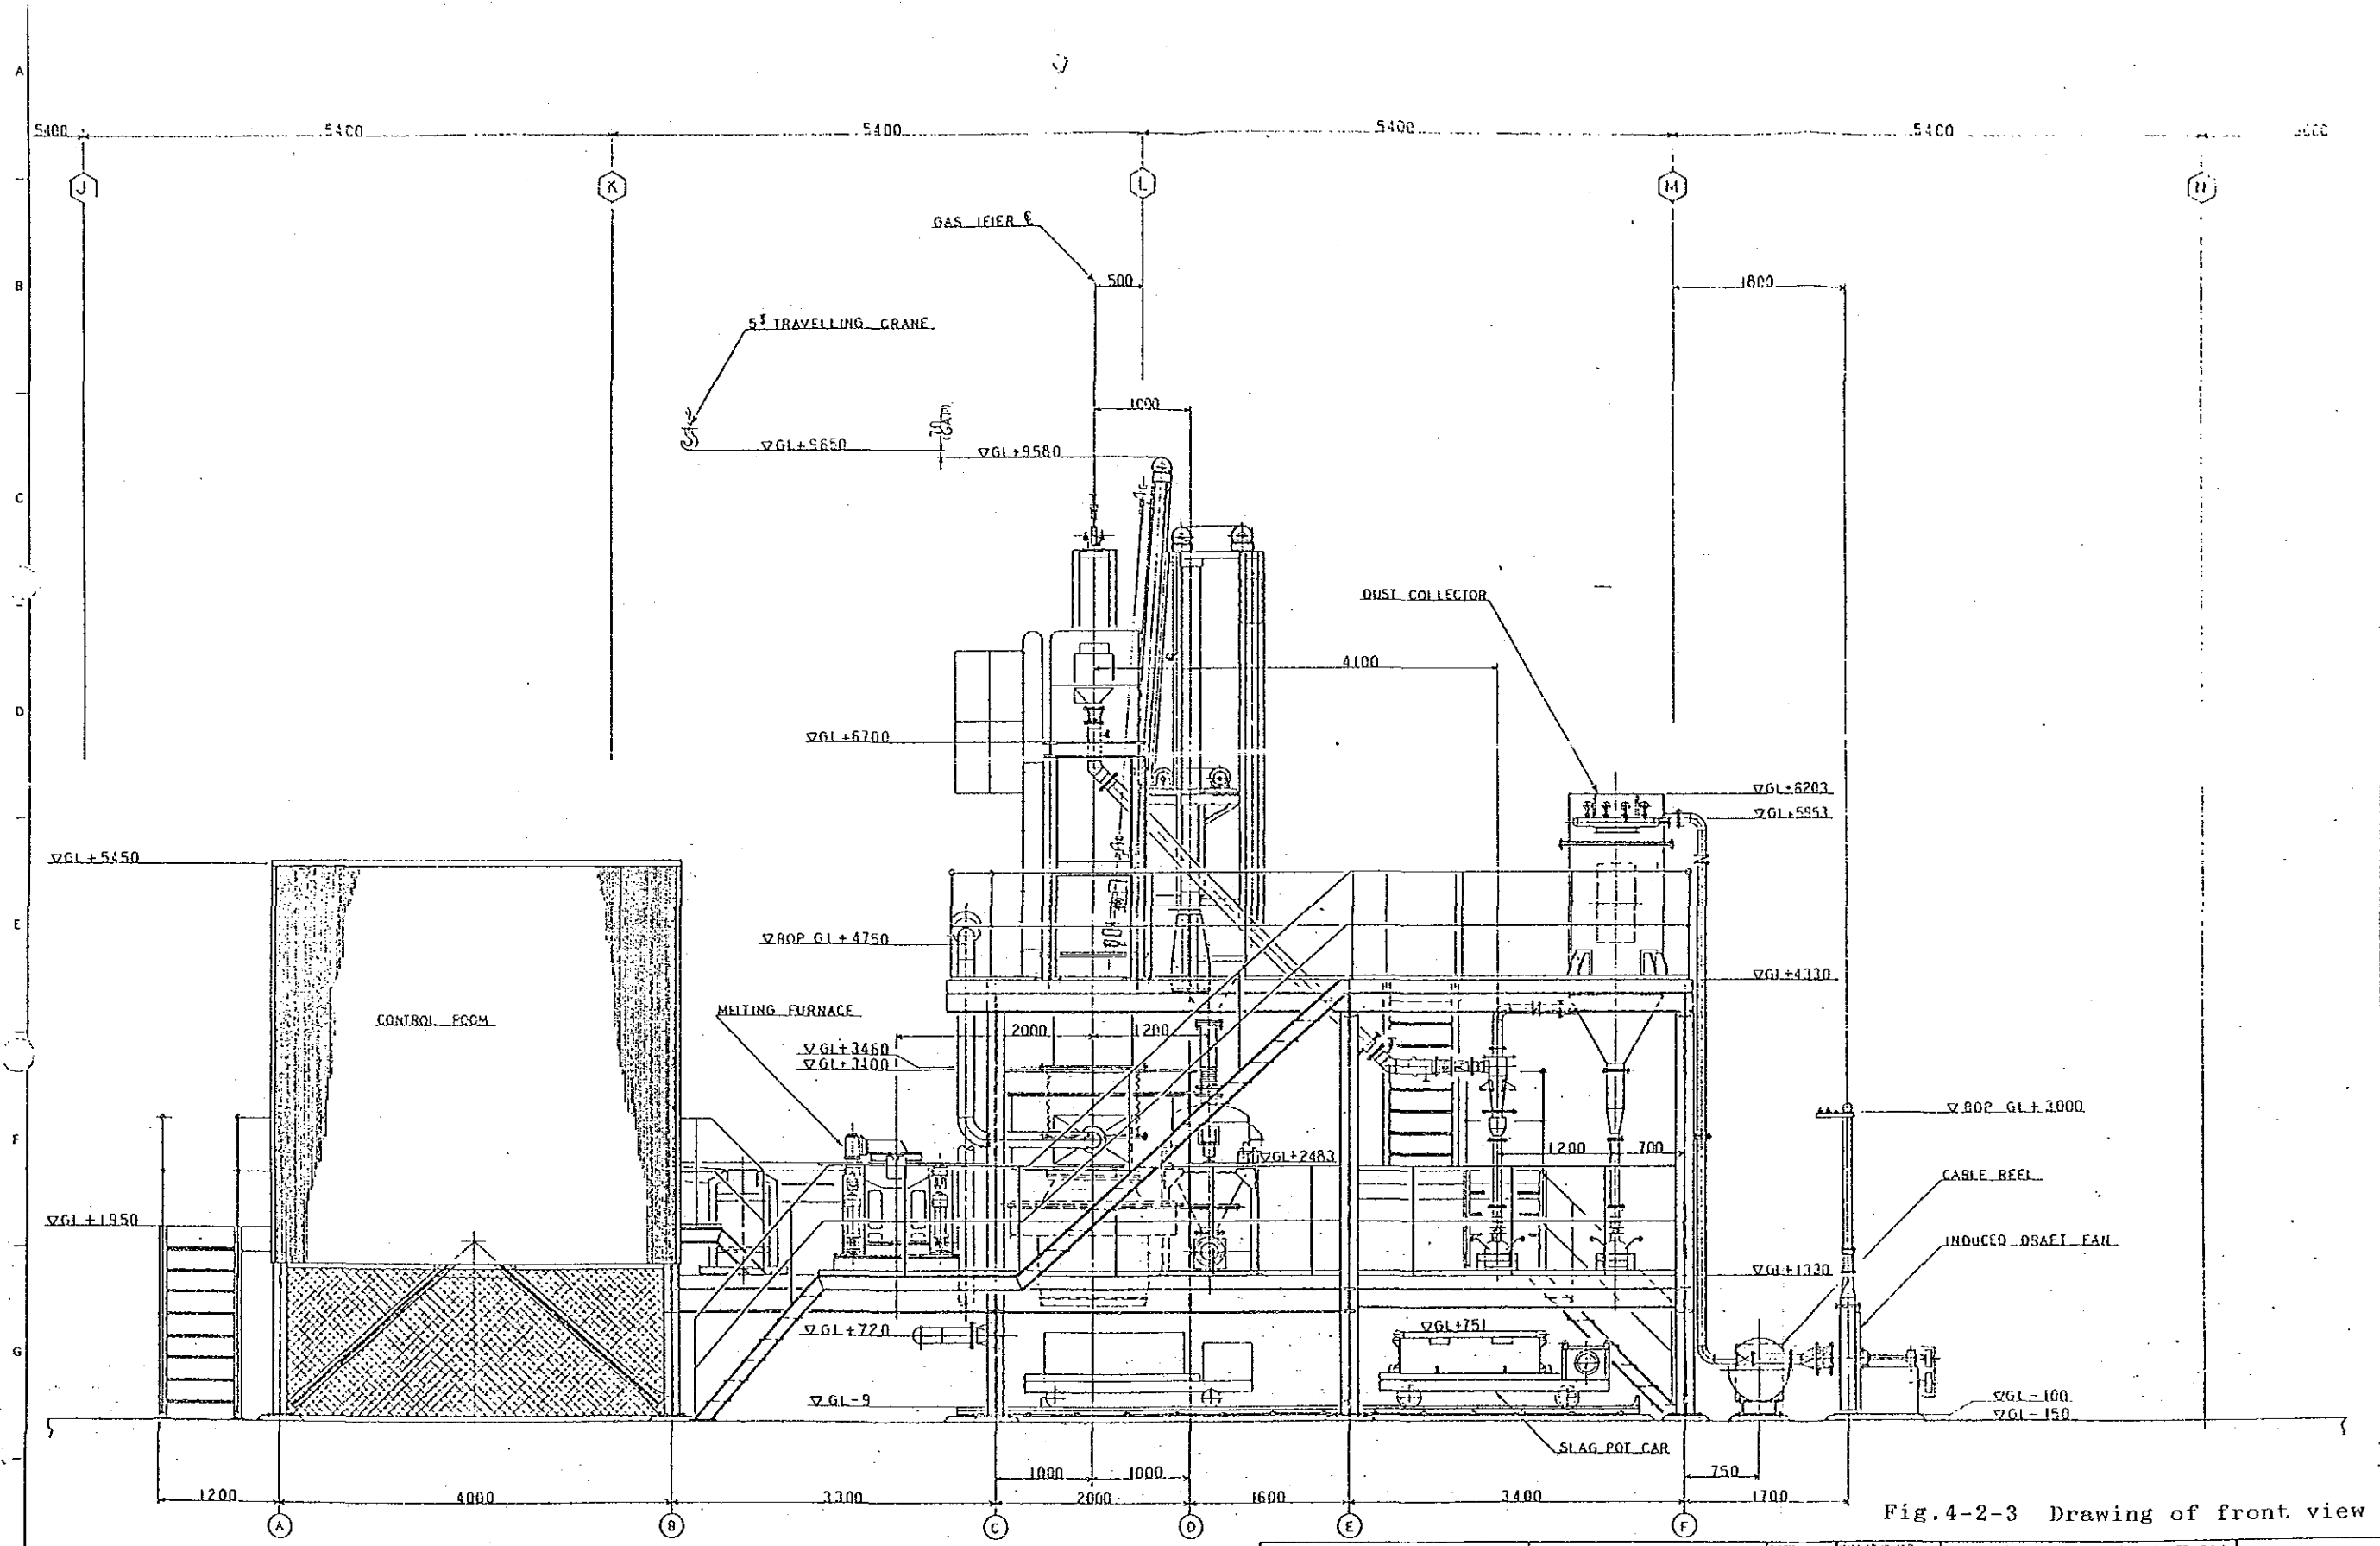 A
5400 5400 5400 5400 5400
J K L M
GAS IFIER ℄
B
500 1800
TRAVELLING CRANE
1000
▽GL+9650 ▽GL+9580
C
DUST COLLECTOR
4100
D
▽GL+6700
▽GL+6203
▽GL+5953
▽GL+5450
E
▽BOP GL+4750
▽GL+4330
CONTROL ROOM
MELTING FURNACE
2000 1200
▽GL+3460
▽GL+3400
▽BOP GL+3000
F
▽GL+2483
1200 700
CABLE REEL
▽GL+1950
INDUCED DRAFT FAN
▽GL+1330
▽GL+720
▽GL+751
G
▽GL-9
▽GL-100
▽GL-150
SLAG POT CAR
1000 1000 750
1200 4000 3300 2000 1600 3400 1700
A B C D E F
Fig.4-2-3 Drawing of front view